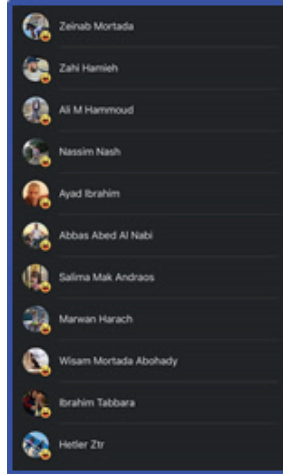 Zeinab Mortada
Zahi Hamieh
Ali M Hammoud
Nassim Nash
Ayad Ibrahim
Abbas Abed Al Nabi
Salima Mak Andraos
Marwan Harach
Wisam Mortada Abohady
Ibrahim Tabbara
Hetler Ztr